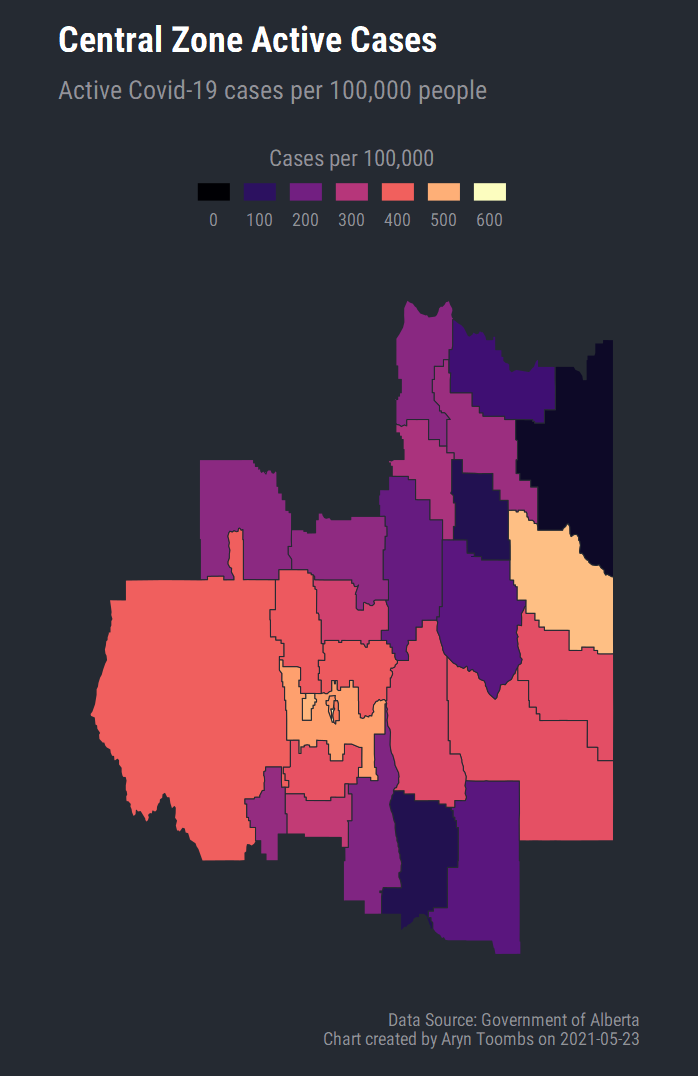 Central Zone Active Cases
Active Covid-19 cases per 100,000 people
Cases per 100,000
0 100 200 300 400 500 600
Data Source: Government of Alberta
Chart created by Aryn Toombs on 2021-05-23